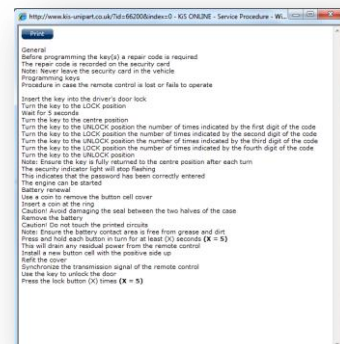 http://www.kis-unipart.co.uk/?id=66200&index=0 - KiS ONLINE - Service Procedure - Wi...
Print
General
Before programming the key(s) a repair code is required
The repair code is recorded on the security card
Note: Never leave the security card in the vehicle
Programming keys
Procedure in case the remote control is lost or fails to operate
Insert the key into the driver's door lock
Turn the key to the LOCK position
Wait for 5 seconds
Turn the key to the centre position
Turn the key to the UNLOCK position the number of times indicated by the first digit of the code
Turn the key to the LOCK position the number of times indicated by the second digit of the code
Turn the key to the UNLOCK position the number of times indicated by the third digit of the code
Turn the key to the LOCK position the number of times indicated by the fourth digit of the code
Turn the key to the UNLOCK position
Note: Ensure the key is fully returned to the centre position after each turn
The security indicator light will stop flashing
This indicates that the password has been correctly entered
The engine can be started
Battery renewal
Use a coin to remove the button cell cover
Insert a coin at the ring
Caution! Avoid damaging the seal between the two halves of the case
Remove the battery
Caution! Do not touch the printed circuits
Note: Ensure the battery contact area is free from grease and dirt
Press and hold each button in turn for at least (X) seconds (X = 5)
This will drain any residual power from the remote control
Install a new button cell with the positive side up
Refit the cover
Synchronize the transmission signal of the remote control
Use the key to unlock the door
Press the lock button (X) times (X = 5)